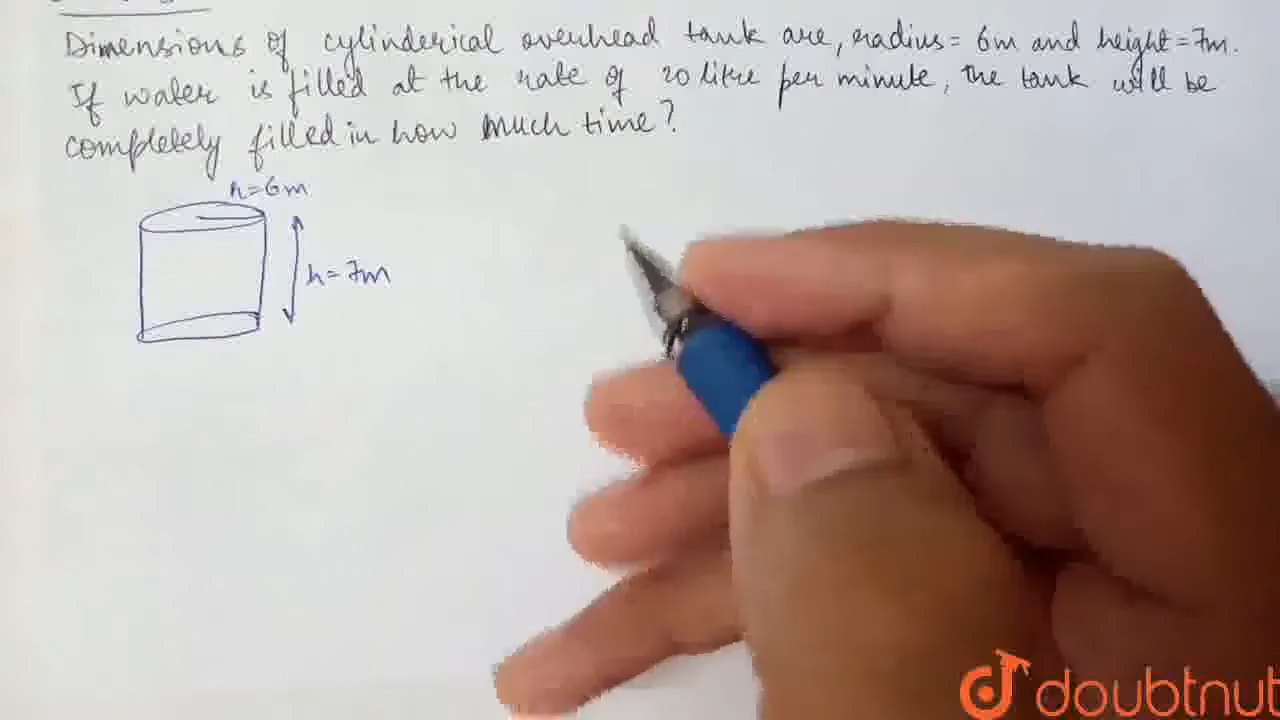 Dimensions of cylinderical overhead tank are, radius = 6m and height = 7m.
If water is filled at the rate of 20 litre per minute, the tank will be
completely filled in how much time?
r = 6m
h = 7m
doubtnut